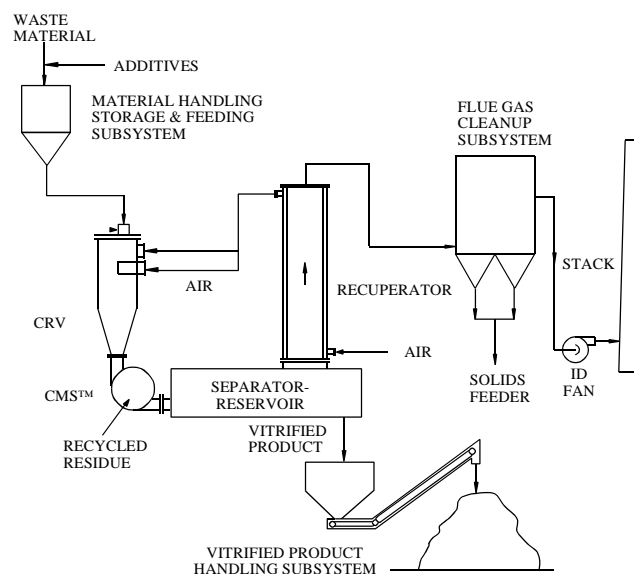 WASTE
MATERIAL
ADDITIVES
MATERIAL HANDLING
STORAGE & FEEDING
SUBSYSTEM
FLUE GAS
CLEANUP
SUBSYSTEM
STACK
AIR
RECUPERATOR
CRV
AIR
ID
FAN
SOLIDS
FEEDER
CMS™
SEPARATOR-
RESERVOIR
RECYCLED
RESIDUE
VITRIFIED
PRODUCT
VITRIFIED PRODUCT
HANDLING SUBSYSTEM